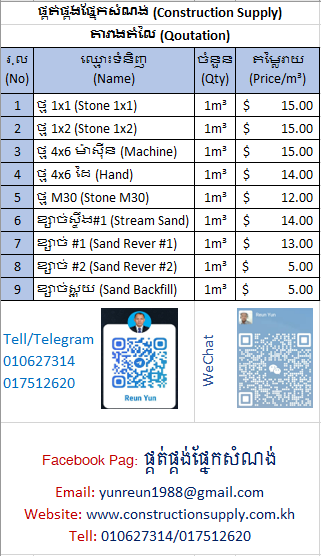 ផ្គត់ផ្គង់ផ្នែកសំណង់ (Construction Supply)
តារាងតំលៃ (Qoutation)
រ.ល ឈ្មោះទំនិញ ចំនួន តម្លៃរាយ
(No) (Name) (Qty) (Price/m³)
1 ថ្ម 1x1 (Stone 1x1) 1m³ $ 15.00
2 ថ្ម 1x2 (Stone 1x2) 1m³ $ 15.00
3 ថ្ម 4x6 ម៉ាស៊ីន (Machine) 1m³ $ 15.00
4 ថ្ម 4x6 ដៃ (Hand) 1m³ $ 14.00
5 ថ្ម M30 (Stone M30) 1m³ $ 12.00
6 ខ្សាច់ស្ទឹង#1 (Stream Sand) 1m³ $ 14.00
7 ខ្សាច់ #1 (Sand Rever #1) 1m³ $ 13.00
8 ខ្សាច់ #2 (Sand Rever #2) 1m³ $ 5.00
9 ខ្សាច់ស្អុយ (Sand Backfill) 1m³ $ 5.00
Tell/Telegram
010627314
017512620
Reun Yun
WeChat
Reun Yun
Facebook Pag: ផ្គត់ផ្គង់ផ្នែកសំណង់
Email: yunreun1988@gmail.com
Website: www.constructionsupply.com.kh
Tell: 010627314/017512620